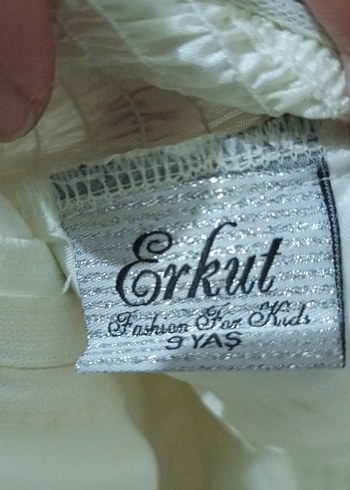 Erkut
Fashion For Kids
9 YAŞ